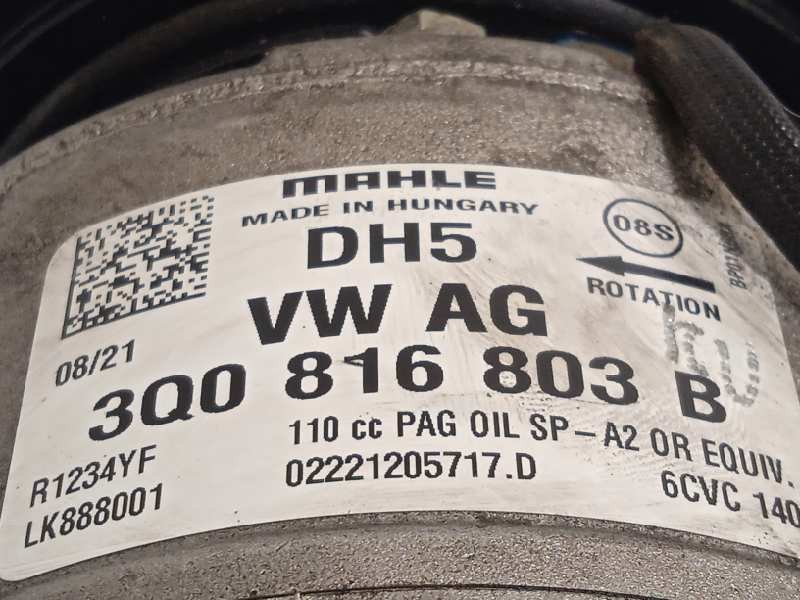 MAHLE
MADE IN HUNGARY
08S
DH5
ROTATION
VW AG
08/21
3Q0 816 803 B
110 cc PAG OIL SP-A2 OR EQUIV.
R1234YF
02221205717.D
6CVC 140
LK888001